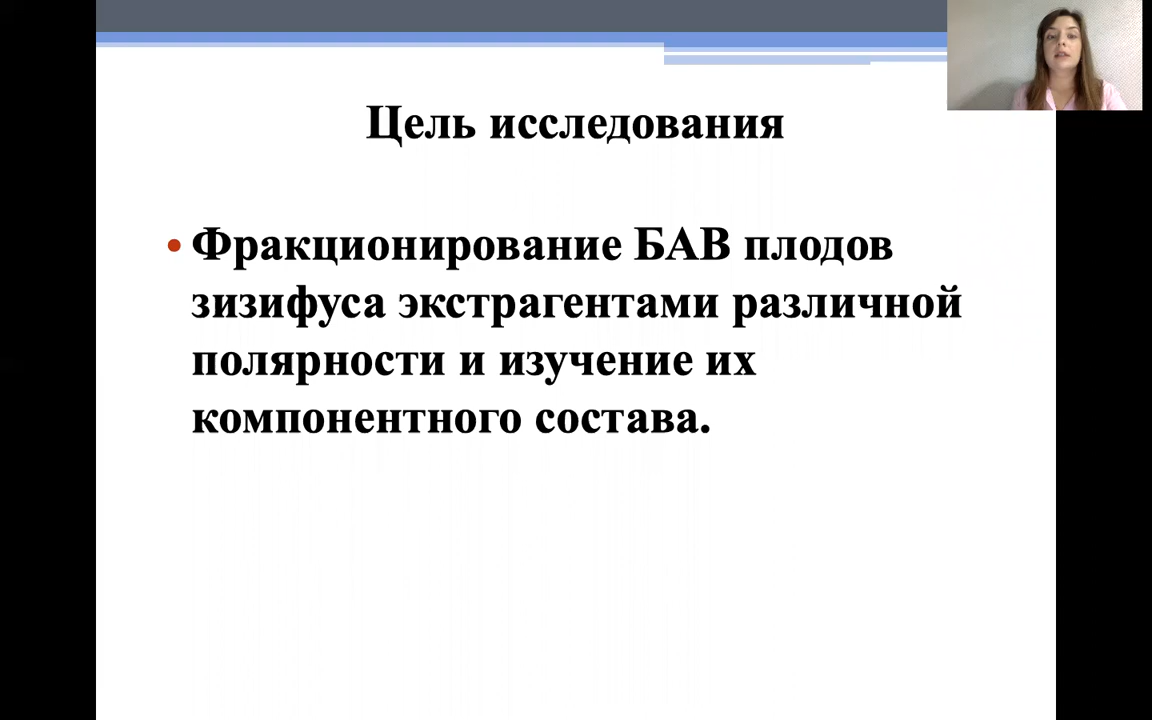 Цель исследования
• Фракционирование БАВ плодов
зизифуса экстрагентами различной
полярности и изучение их
компонентного состава.